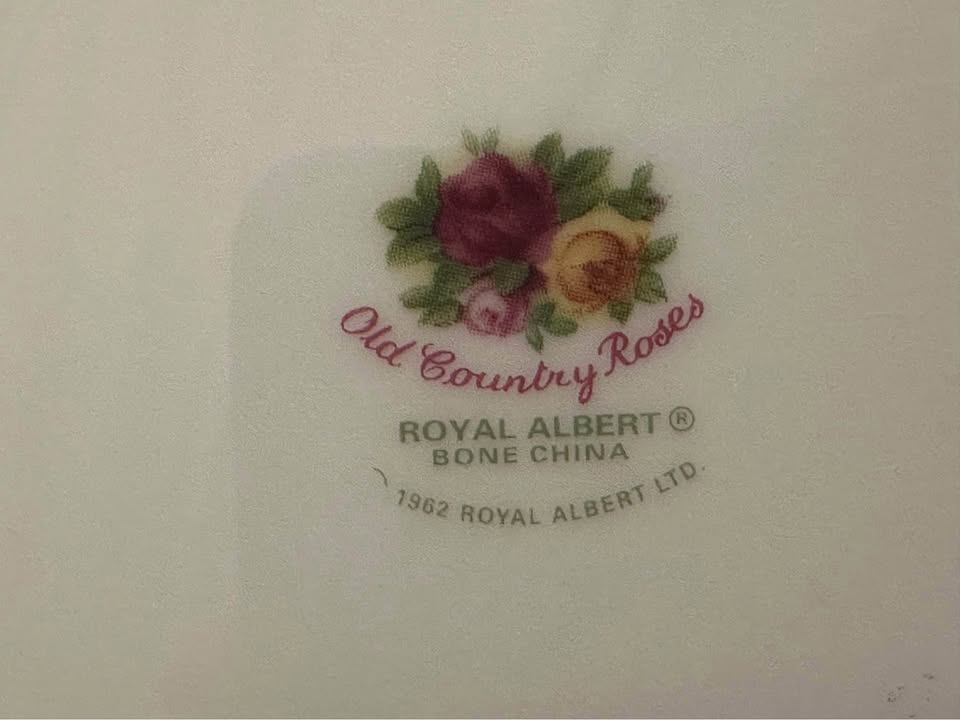 Old Country Roses
ROYAL ALBERT ®
BONE CHINA
1962 ROYAL ALBERT LTD.